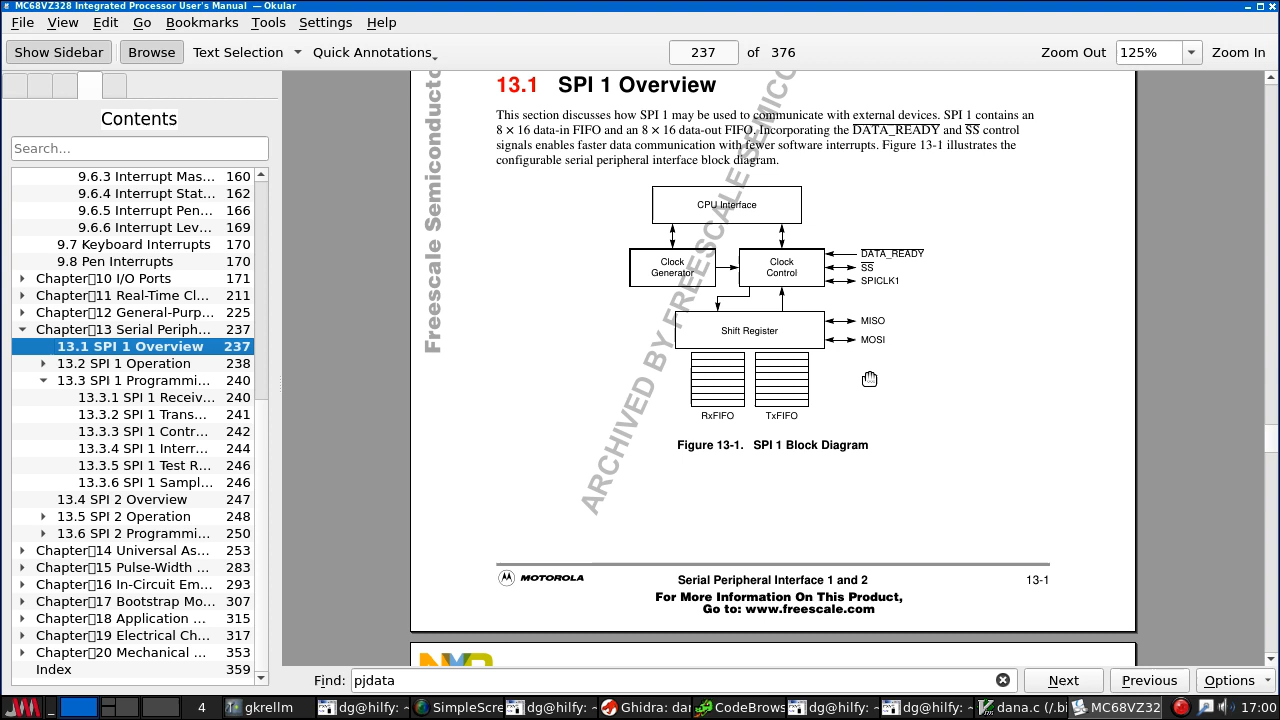 MC68VZ328 Integrated Processor User's Manual — Okular
File View Edit Go Bookmarks Tools Settings Help
Show Sidebar Browse Text Selection Quick Annotations 237 of 376 Zoom Out 125% Zoom In
Contents
Search...
9.6.3 Interrupt Mas... 160
9.6.4 Interrupt Stat... 162
9.6.5 Interrupt Pen... 166
9.6.6 Interrupt Lev... 169
9.7 Keyboard Interrupts 170
9.8 Pen Interrupts 170
Chapter 10 I/O Ports 171
Chapter 11 Real-Time Cl... 211
Chapter 12 General-Purp... 225
Chapter 13 Serial Periph... 237
13.1 SPI 1 Overview 237
13.2 SPI 1 Operation 238
13.3 SPI 1 Programmi... 240
13.3.1 SPI 1 Receiv... 240
13.3.2 SPI 1 Trans... 241
13.3.3 SPI 1 Contr... 242
13.3.4 SPI 1 Interr... 244
13.3.5 SPI 1 Test R... 246
13.3.6 SPI 1 Sampl... 246
13.4 SPI 2 Overview 247
13.5 SPI 2 Operation 248
13.6 SPI 2 Programmi... 250
Chapter 14 Universal As... 253
Chapter 15 Pulse-Width ... 283
Chapter 16 In-Circuit Em... 293
Chapter 17 Bootstrap Mo... 307
Chapter 18 Application ... 315
Chapter 19 Electrical Ch... 317
Chapter 20 Mechanical ... 353
Index 359
Freescale Semiconducto
ARCHIVED BY FREESCALE SEMICO
13.1 SPI 1 Overview
This section discusses how SPI 1 may be used to communicate with external devices. SPI 1 contains an
8 × 16 data-in FIFO and an 8 × 16 data-out FIFO. Incorporating the DATA_READY and SS control
signals enables faster data communication with fewer software interrupts. Figure 13-1 illustrates the
configurable serial peripheral interface block diagram.
CPU Interface
Clock
Generator
Clock
Control
DATA_READY
SS
SPICLK1
Shift Register
MISO
MOSI
RxFIFO TxFIFO
Figure 13-1. SPI 1 Block Diagram
MOTOROLA Serial Peripheral Interface 1 and 2 13-1
For More Information On This Product,
Go to: www.freescale.com
Find: pjdata Next Previous Options
4 gkrellm dg@hilfy: ~ SimpleScre dg@hilfy: ~ Ghidra: dar CodeBrows dg@hilfy: ~ dg@hilfy: ~ dana.c (/.bi MC68VZ32 17:00